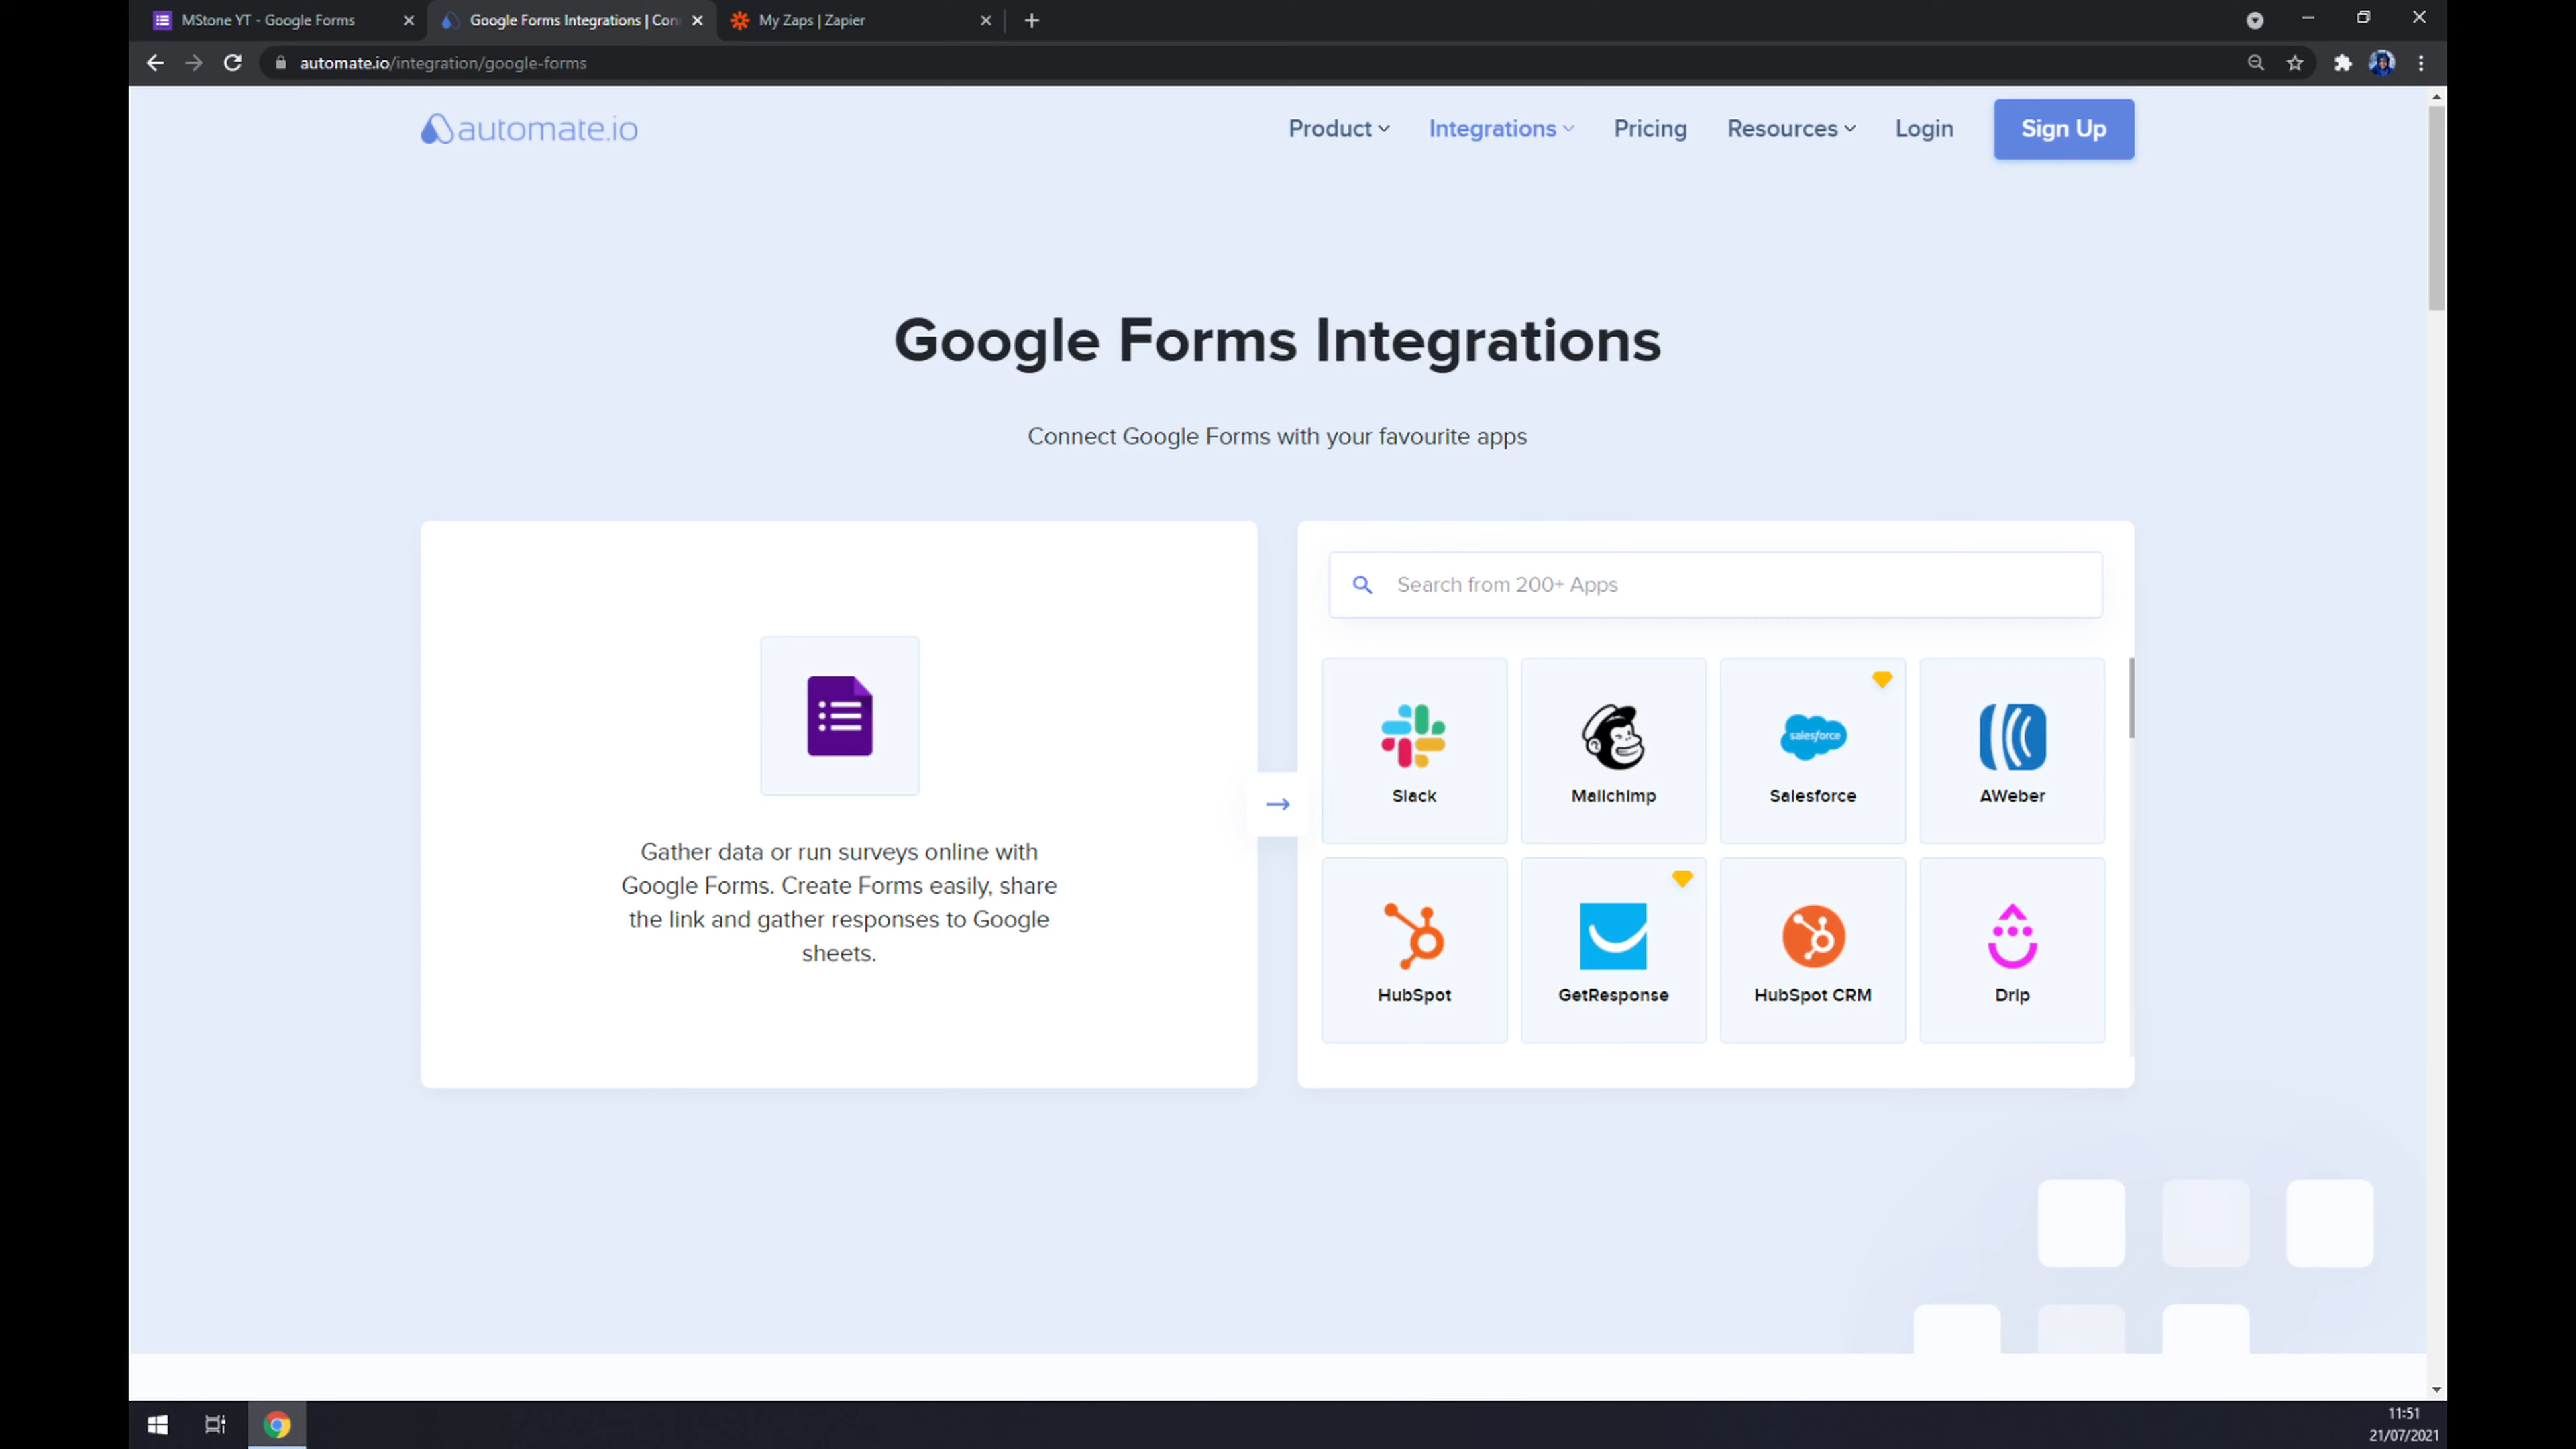 MStone YT - Google Forms
Google Forms Integrations | Con
My Zaps | Zapier
automate.io/integration/google-forms
automate.io
Product
Integrations
Pricing
Resources
Login
Sign Up
Google Forms Integrations
Connect Google Forms with your favourite apps
Gather data or run surveys online with
Google Forms. Create Forms easily, share
the link and gather responses to Google
sheets.
Search from 200+ Apps
Slack
Mailchimp
salesforce
Salesforce
AWeber
HubSpot
GetResponse
HubSpot CRM
Drip
11:51
21/07/2021